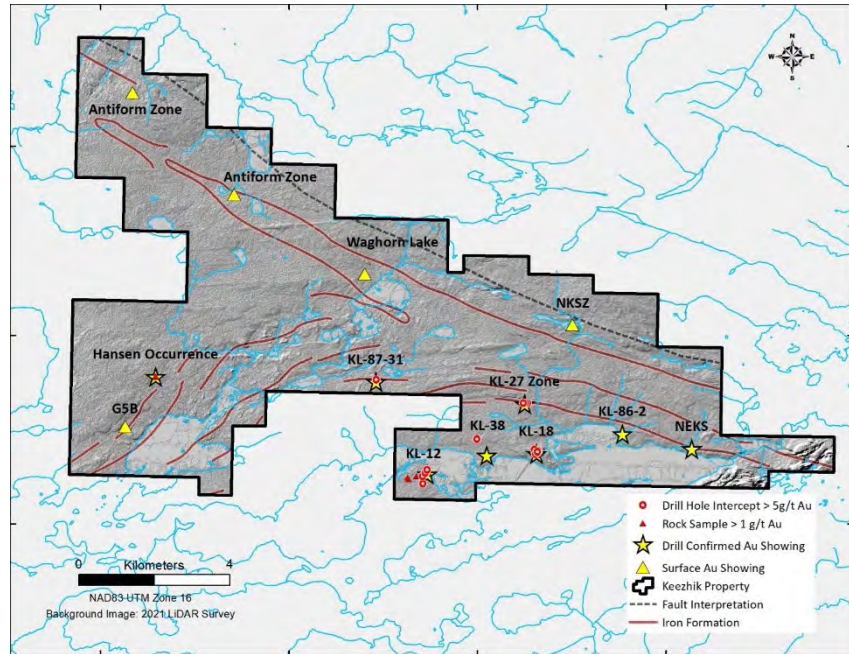 N
W E
S
Antiform Zone
Antiform Zone
Waghorn Lake
NKSZ
Hansen Occurrence
KL-87-31
KL-27 Zone
G5B
KL-86-2
KL-38
KL-18
NEKS
KL-12
Drill Hole Intercept > 5g/t Au
Rock Sample > 1 g/t Au
Drill Confirmed Au Showing
Surface Au Showing
Keezhik Property
Fault Interpretation
Iron Formation
Kilometers
0 2 4
NAD83 UTM Zone 16
Background Image: 2021 LiDAR Survey